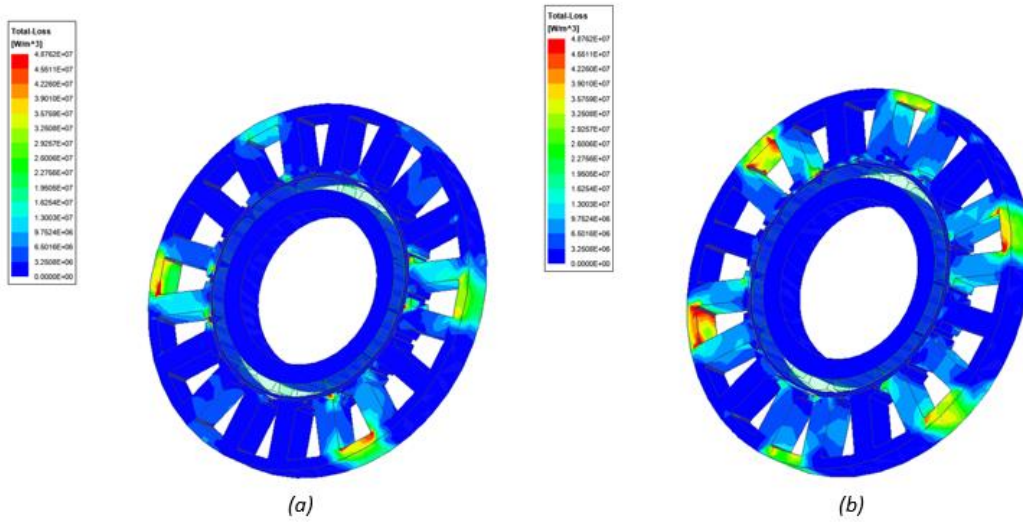 Total-Loss
[W/m^3]
4.8762E+07
4.5511E+07
4.2260E+07
3.9010E+07
3.5759E+07
3.2508E+07
2.9257E+07
2.6006E+07
2.2756E+07
1.9505E+07
1.6254E+07
1.3003E+07
9.7524E+06
6.5016E+06
3.2508E+06
0.0000E+00
(a)
Total-Loss
[W/m^3]
4.8762E+07
4.5511E+07
4.2260E+07
3.9010E+07
3.5759E+07
3.2508E+07
2.9257E+07
2.6006E+07
2.2756E+07
1.9505E+07
1.6254E+07
1.3003E+07
9.7524E+06
6.5016E+06
3.2508E+06
0.0000E+00
(b)